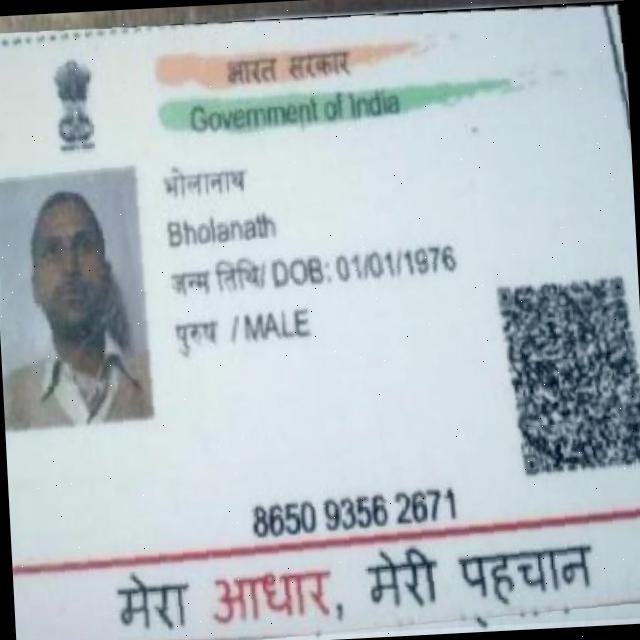 भारत सरकार
Government of India
भोलानाथ
Bholanath
जन्म तिथि/ DOB: 01/01/1976
पुरुष / MALE
8650 9356 2671
मेरा आधार, मेरी पहचान